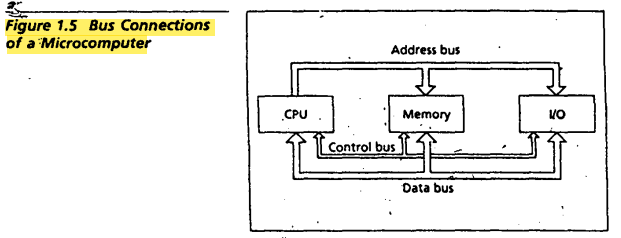 Figure 1.5 Bus Connections
of a Microcomputer
Address bus
CPU
Memory
I/O
Control bus
Data bus